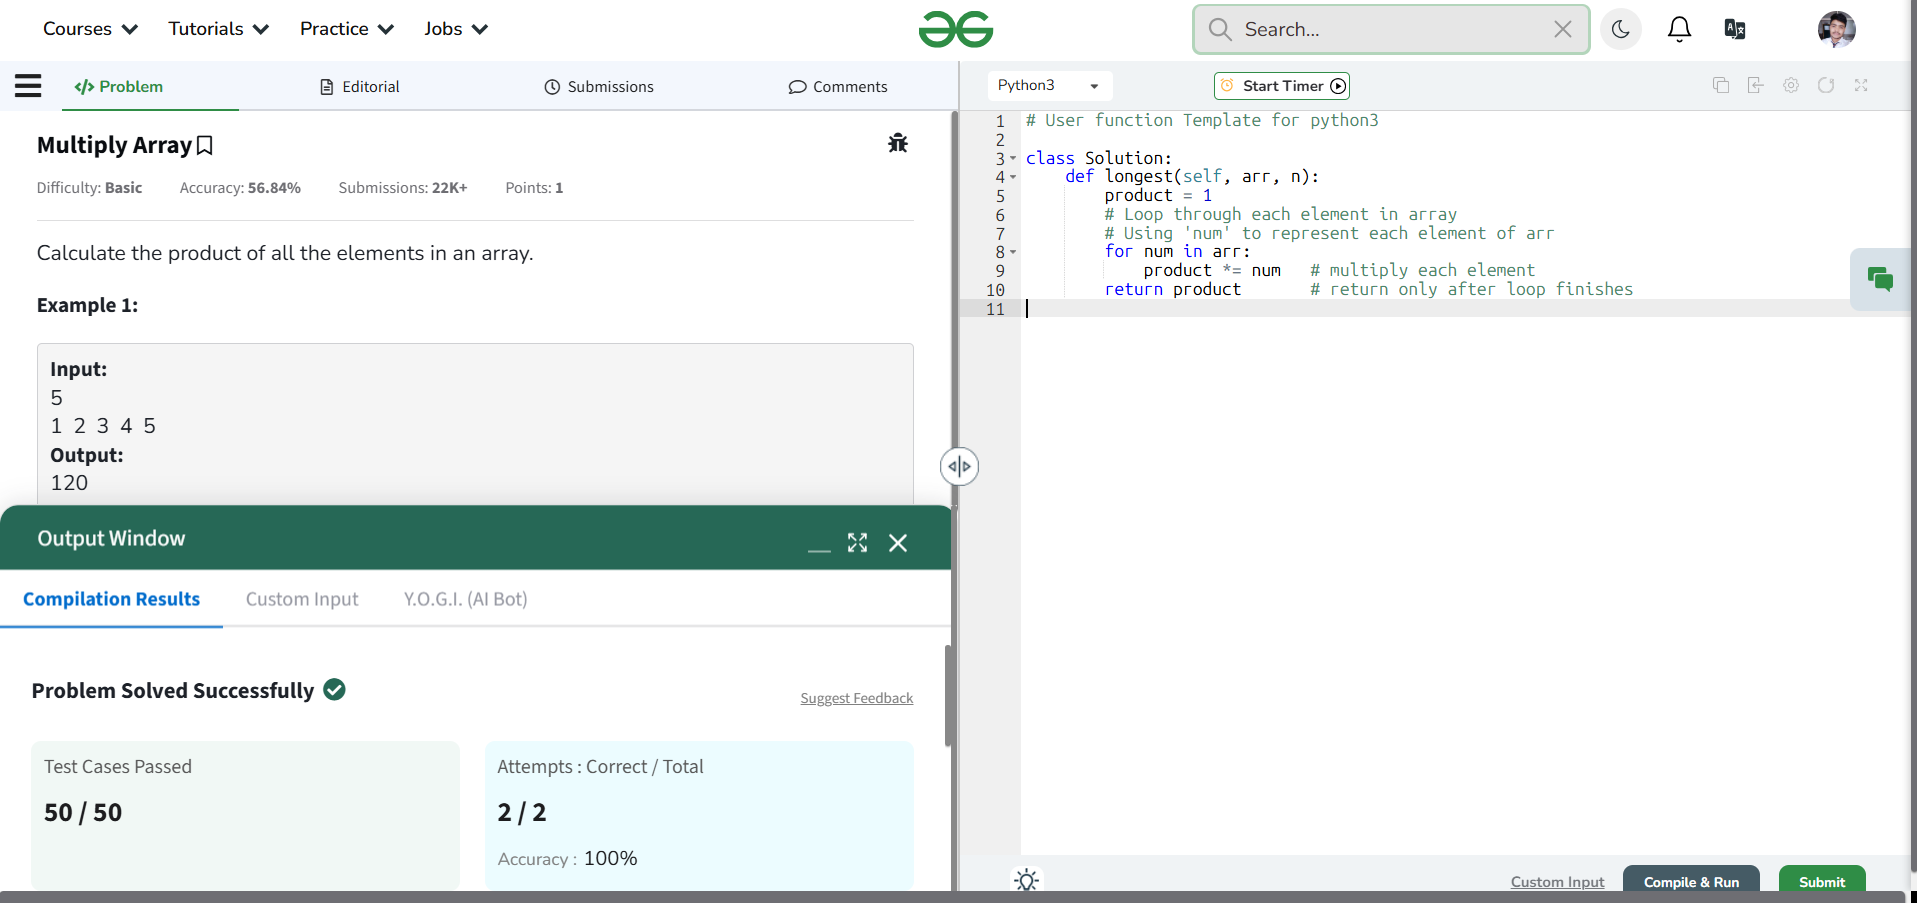 Courses Tutorials Practice Jobs Search...
Problem Editorial Submissions Comments
Python3 Start Timer
Multiply Array
Difficulty: Basic Accuracy: 56.84% Submissions: 22K+ Points: 1
Calculate the product of all the elements in an array.
Example 1:
Input:
5
1 2 3 4 5
Output:
120
Output Window
Compilation Results Custom Input Y.O.G.I. (AI Bot)
Problem Solved Successfully
Suggest Feedback
Test Cases Passed
50 / 50
Attempts : Correct / Total
2 / 2
Accuracy : 100%
1 # User function Template for python3
2
3 class Solution:
4     def longest(self, arr, n):
5         product = 1
6         # Loop through each element in array
7         # Using 'num' to represent each element of arr
8         for num in arr:
9             product *= num   # multiply each element
10         return product       # return only after loop finishes
11
Custom Input Compile & Run Submit